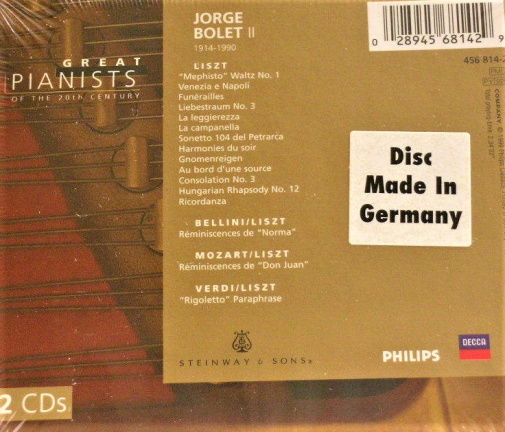 GREAT
PIANISTS
OF THE 20TH CENTURY
JORGE
BOLET II
1914-1990
LISZT
"Mephisto" Waltz No. 1
Venezia e Napoli
Funérailles
Liebestraum No. 3
La leggierezza
La campanella
Sonetto 104 del Petrarca
Harmonies du soir
Gnomenreigen
Au bord d'une source
Consolation No. 3
Hungarian Rhapsody No. 12
Ricordanza
BELLINI/LISZT
Réminiscences de "Norma"
MOZART/LISZT
Réminiscences de "Don Juan"
VERDI/LISZT
"Rigoletto" Paraphrase
STEINWAY & SONS®
0 28945 68142 9
456 814-2
Disc
Made In
Germany
PHILIPS
DECCA
2 CDs